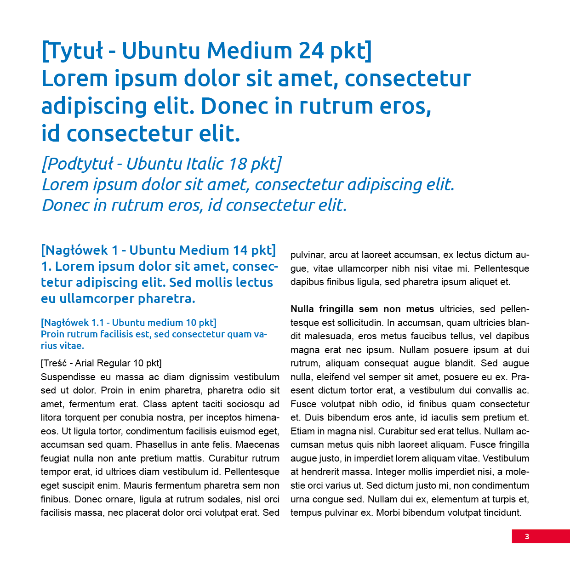 [Tytuł - Ubuntu Medium 24 pkt]
Lorem ipsum dolor sit amet, consectetur
adipiscing elit. Donec in rutrum eros,
id consectetur elit.
[Podtytuł - Ubuntu Italic 18 pkt]
Lorem ipsum dolor sit amet, consectetur adipiscing elit.
Donec in rutrum eros, id consectetur elit.
[Nagłówek 1 - Ubuntu Medium 14 pkt]
1. Lorem ipsum dolor sit amet, consec-
tetur adipiscing elit. Sed mollis lectus
eu ullamcorper pharetra.
[Nagłówek 1.1 - Ubuntu medium 10 pkt]
Proin rutrum facilisis est, sed consectetur quam va-
rius vitae.
[Treść - Arial Regular 10 pkt]
Suspendisse eu massa ac diam dignissim vestibulum
sed ut dolor. Proin in enim pharetra, pharetra odio sit
amet, fermentum erat. Class aptent taciti sociosqu ad
litora torquent per conubia nostra, per inceptos himena-
eos. Ut ligula tortor, condimentum facilisis euismod eget,
accumsan sed quam. Phasellus in ante felis. Maecenas
feugiat nulla non ante pretium mattis. Curabitur rutrum
tempor erat, id ultrices diam vestibulum id. Pellentesque
eget suscipit enim. Mauris fermentum pharetra sem non
finibus. Donec ornare, ligula at rutrum sodales, nisl orci
facilisis massa, nec placerat dolor orci volutpat erat. Sed
pulvinar, arcu at laoreet accumsan, ex lectus dictum au-
gue, vitae ullamcorper nibh nisi vitae mi. Pellentesque
dapibus finibus ligula, sed pharetra ipsum aliquet et.
Nulla fringilla sem non metus ultricies, sed pellen-
tesque est sollicitudin. In accumsan, quam ultricies blan-
dit malesuada, eros metus faucibus tellus, vel dapibus
magna erat nec ipsum. Nullam posuere ipsum at dui
rutrum, aliquam consequat augue blandit. Sed augue
nulla, eleifend vel semper sit amet, posuere eu ex. Pra-
esent dictum tortor erat, a vestibulum dui convallis ac.
Fusce volutpat nibh odio, id finibus quam consectetur
et. Duis bibendum eros ante, id iaculis sem pretium et.
Etiam in magna nisl. Curabitur sed erat tellus. Nullam ac-
cumsan metus quis nibh laoreet aliquam. Fusce fringilla
augue justo, in imperdiet lorem aliquam vitae. Vestibulum
at hendrerit massa. Integer mollis imperdiet nisi, a mole-
stie orci varius ut. Sed dictum justo mi, non condimentum
urna congue sed. Nullam dui ex, elementum at turpis et,
tempus pulvinar ex. Morbi bibendum volutpat tincidunt.
3